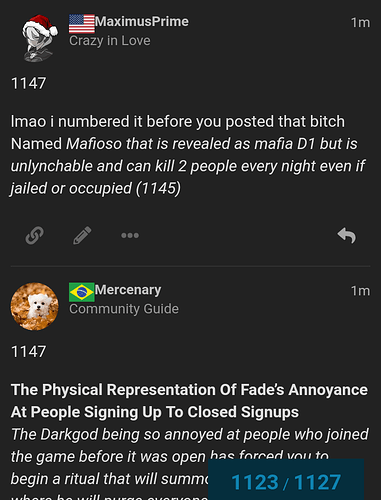 MaximusPrime
1m
Crazy in Love
1147
lmao i numbered it before you posted that bitch
Named Mafioso that is revealed as mafia D1 but is
unlynchable and can kill 2 people every night even if
jailed or occupied (1145)
Mercenary
1m
Community Guide
1147
The Physical Representation Of Fade's Annoyance
At People Signing Up To Closed Signups
The Darkgod being so annoyed at people who joined
the game before it was open has forced you to
begin a ritual that will summo
where he will purge everyone
1123 / 1127